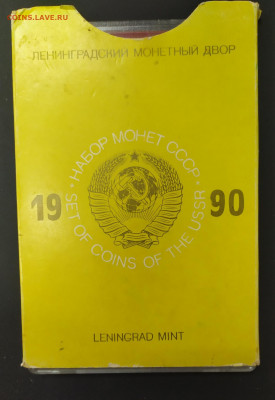 COINS.LAVE.RU
ЛЕНИНГРАДСКИЙ МОНЕТНЫЙ ДВОР
· НАБОР МОНЕТ СССР ·
19 90
SET OF COINS OF THE USSR
LENINGRAD MINT